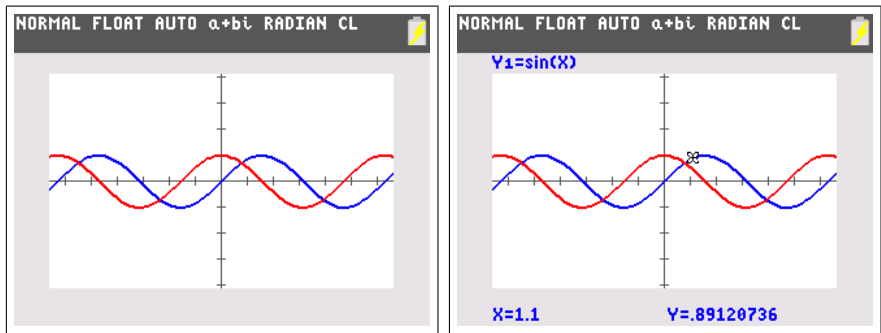 NORMAL FLOAT AUTO a+bi RADIAN CL
NORMAL FLOAT AUTO a+bi RADIAN CL
Y₁=sin(X)
X=1.1 Y=.89120736